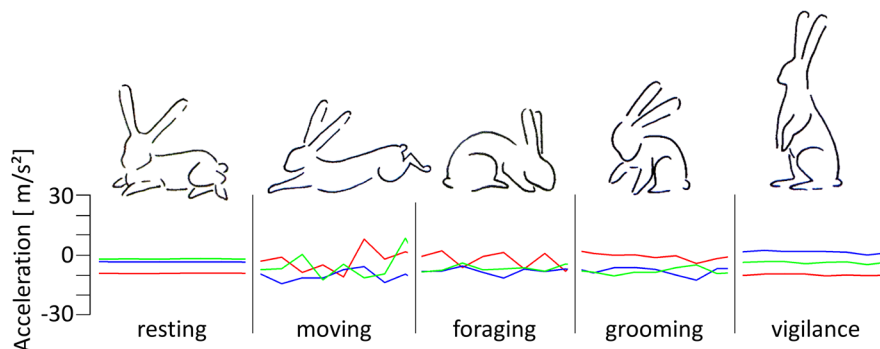 Acceleration [ m/s²]
30
0
-30
resting
moving
foraging
grooming
vigilance